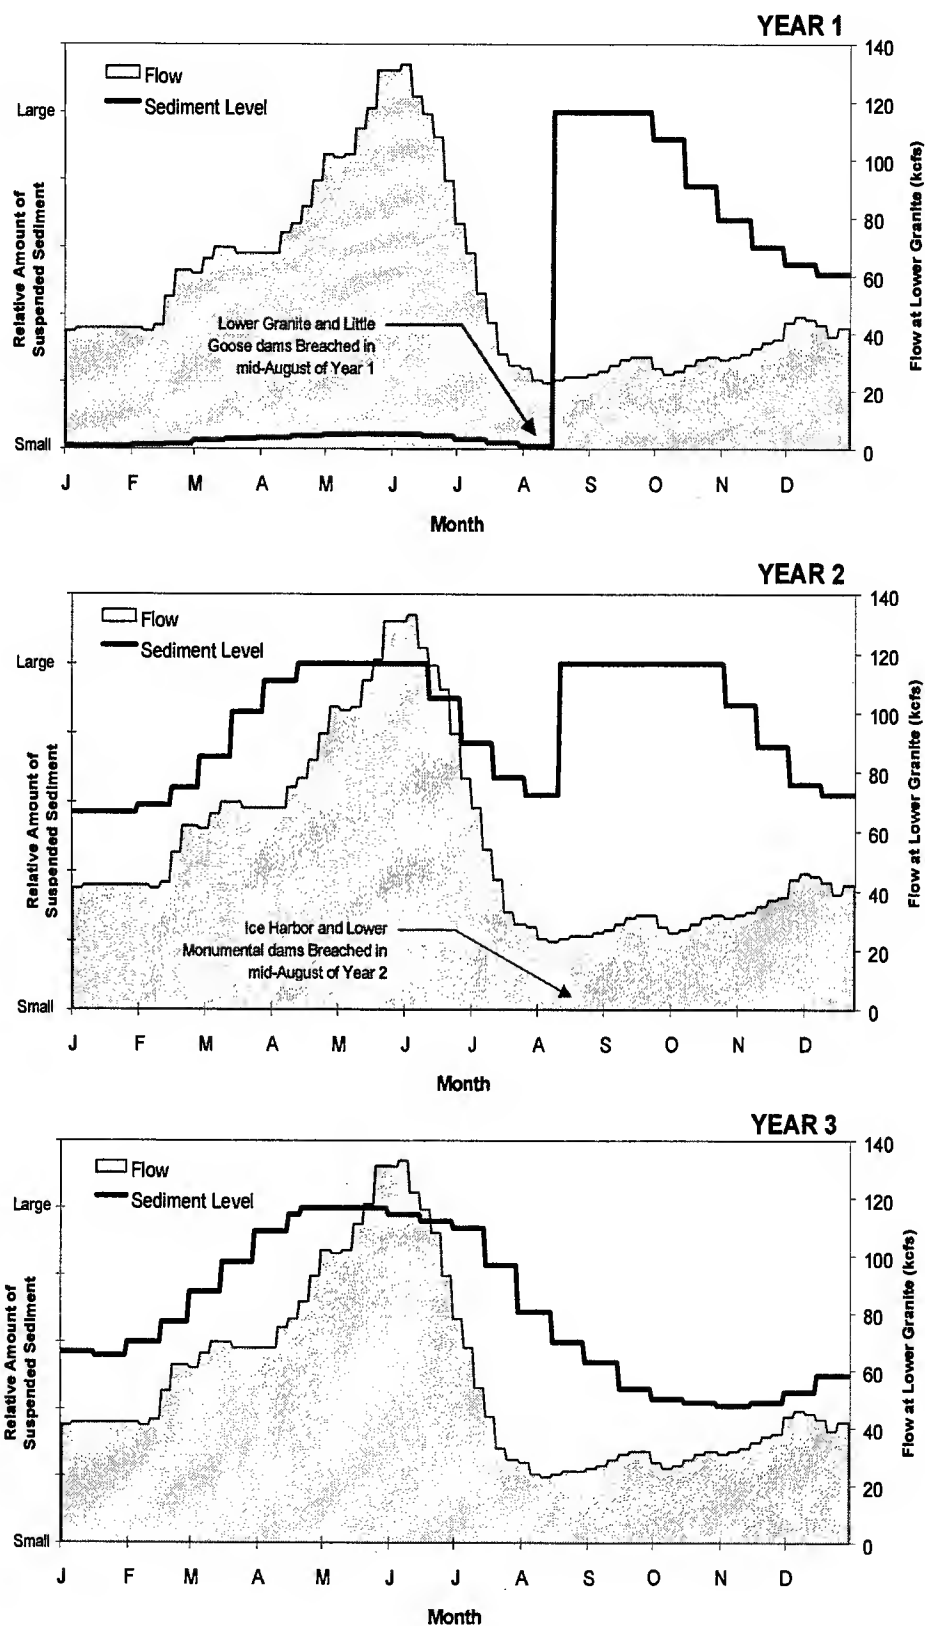 YEAR 1
Flow
Sediment Level
Large
Small
Relative Amount of
Suspended Sediment
140
120
100
80
60
40
20
0
Flow at Lower Granite (kcfs)
Lower Granite and Little
Goose dams Breached in
mid-August of Year 1
J F M A M J J A S O N D
Month
YEAR 2
Flow
Sediment Level
Large
Small
Relative Amount of
Suspended Sediment
140
120
100
80
60
40
20
0
Flow at Lower Granite (kcfs)
Ice Harbor and Lower
Monumental dams Breached in
mid-August of Year 2
J F M A M J J A S O N D
Month
YEAR 3
Flow
Sediment Level
Large
Small
Relative Amount of
Suspended Sediment
140
120
100
80
60
40
20
0
Flow at Lower Granite (kcfs)
J F M A M J J A S O N D
Month